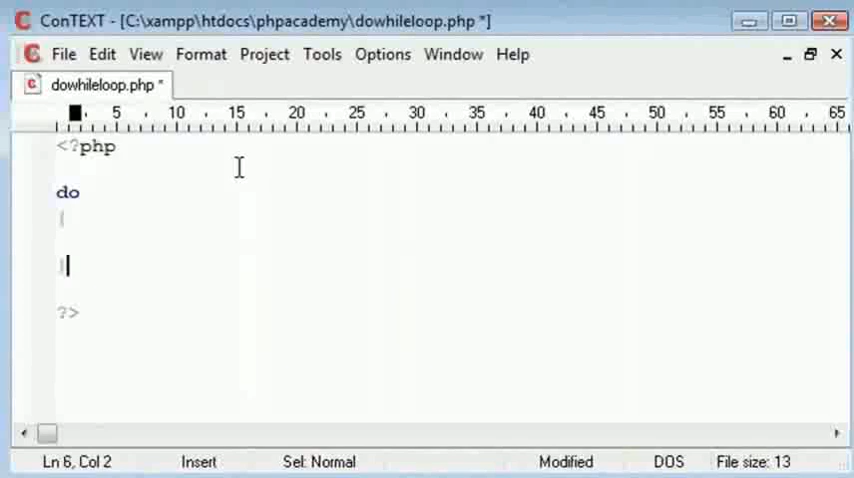 ConTEXT - [C:\xampp\htdocs\phpacademy\dowhileloop.php *]
File Edit View Format Project Tools Options Window Help
dowhileloop.php *
5 10 15 20 25 30 35 40 45 50 55 60 65
<?php
do
{
}
?>
Ln 6, Col 2 Insert Sel: Normal Modified DOS File size: 13